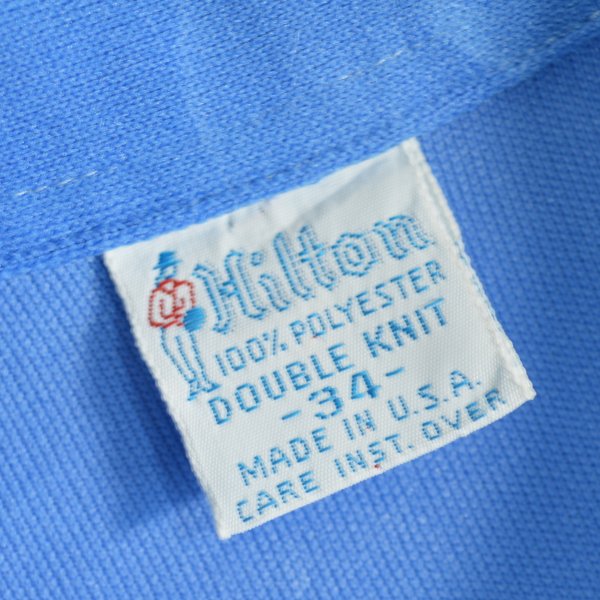 Hilton
100% POLYESTER
DOUBLE KNIT
-34-
MADE IN U.S.A.
CARE INST. OVER